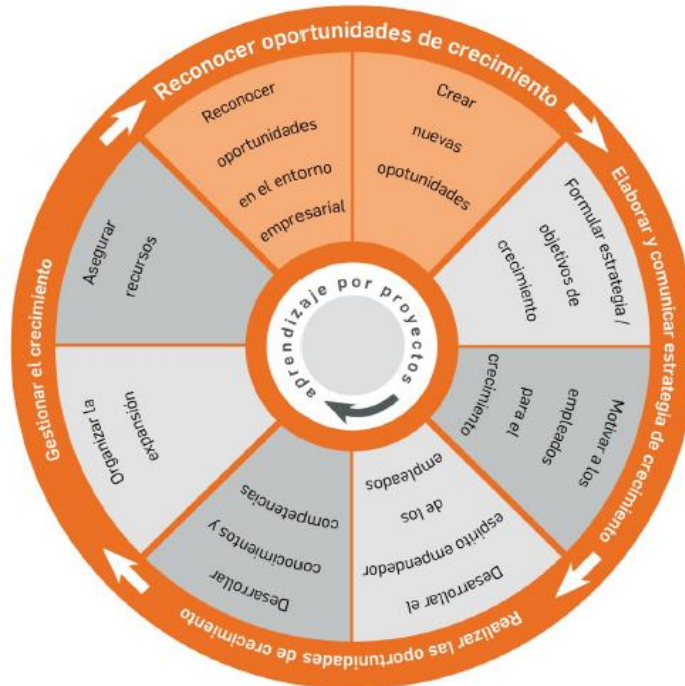 Reconocer oportunidades de crecimiento
Reconocer
oportunidades
en el entorno
empresarial
Crear
nuevas
opotunidades
Elaborar y comunicar estrategia de crecimiento
Formular estrategia /
objetivos de
crecimiento
Motivar a los
empleados
para el
crecimiento
Realizar las oportunidades de crecimiento
Desarrollar el
espirito empendedor
de los
empleados
Desarrollar
conocimientos y
competencias
Gestionar el crecimiento
Organizar la
expansión
Asegurar
recursos
aprendizaje por proyectos